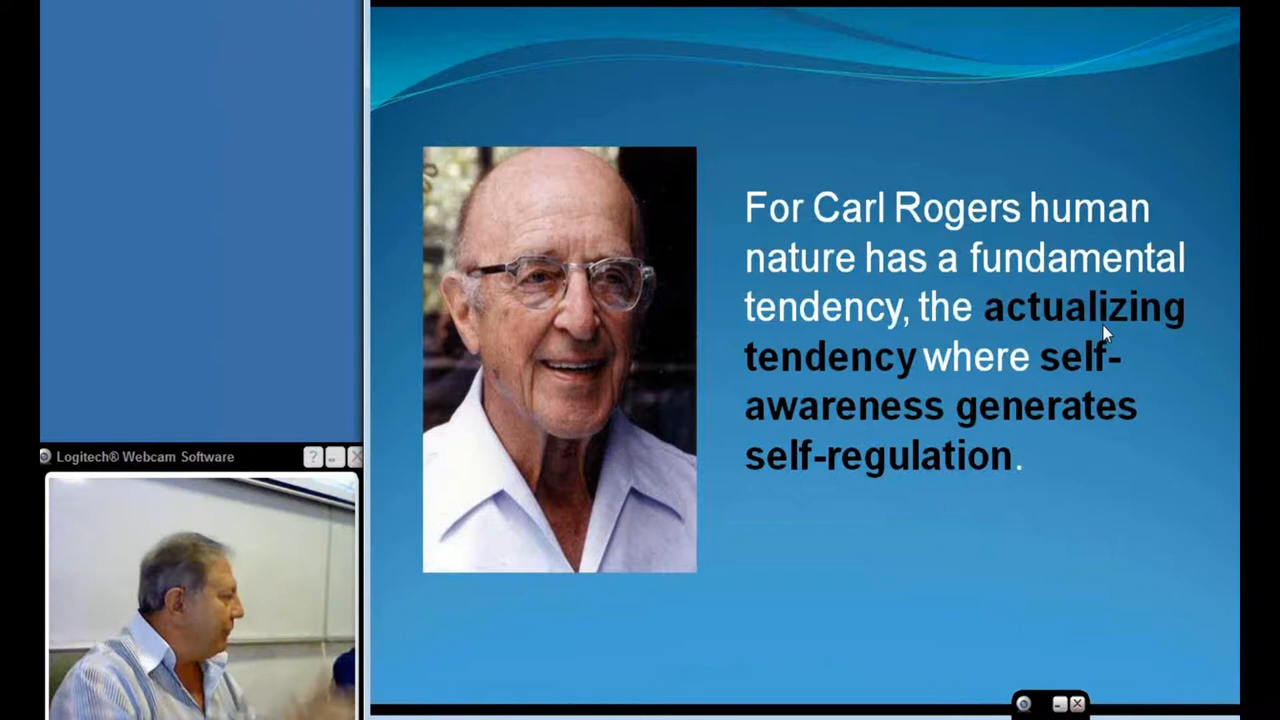 For Carl Rogers human
nature has a fundamental
tendency, the actualizing
tendency where self-
awareness generates
self-regulation.
Logitech® Webcam Software
?